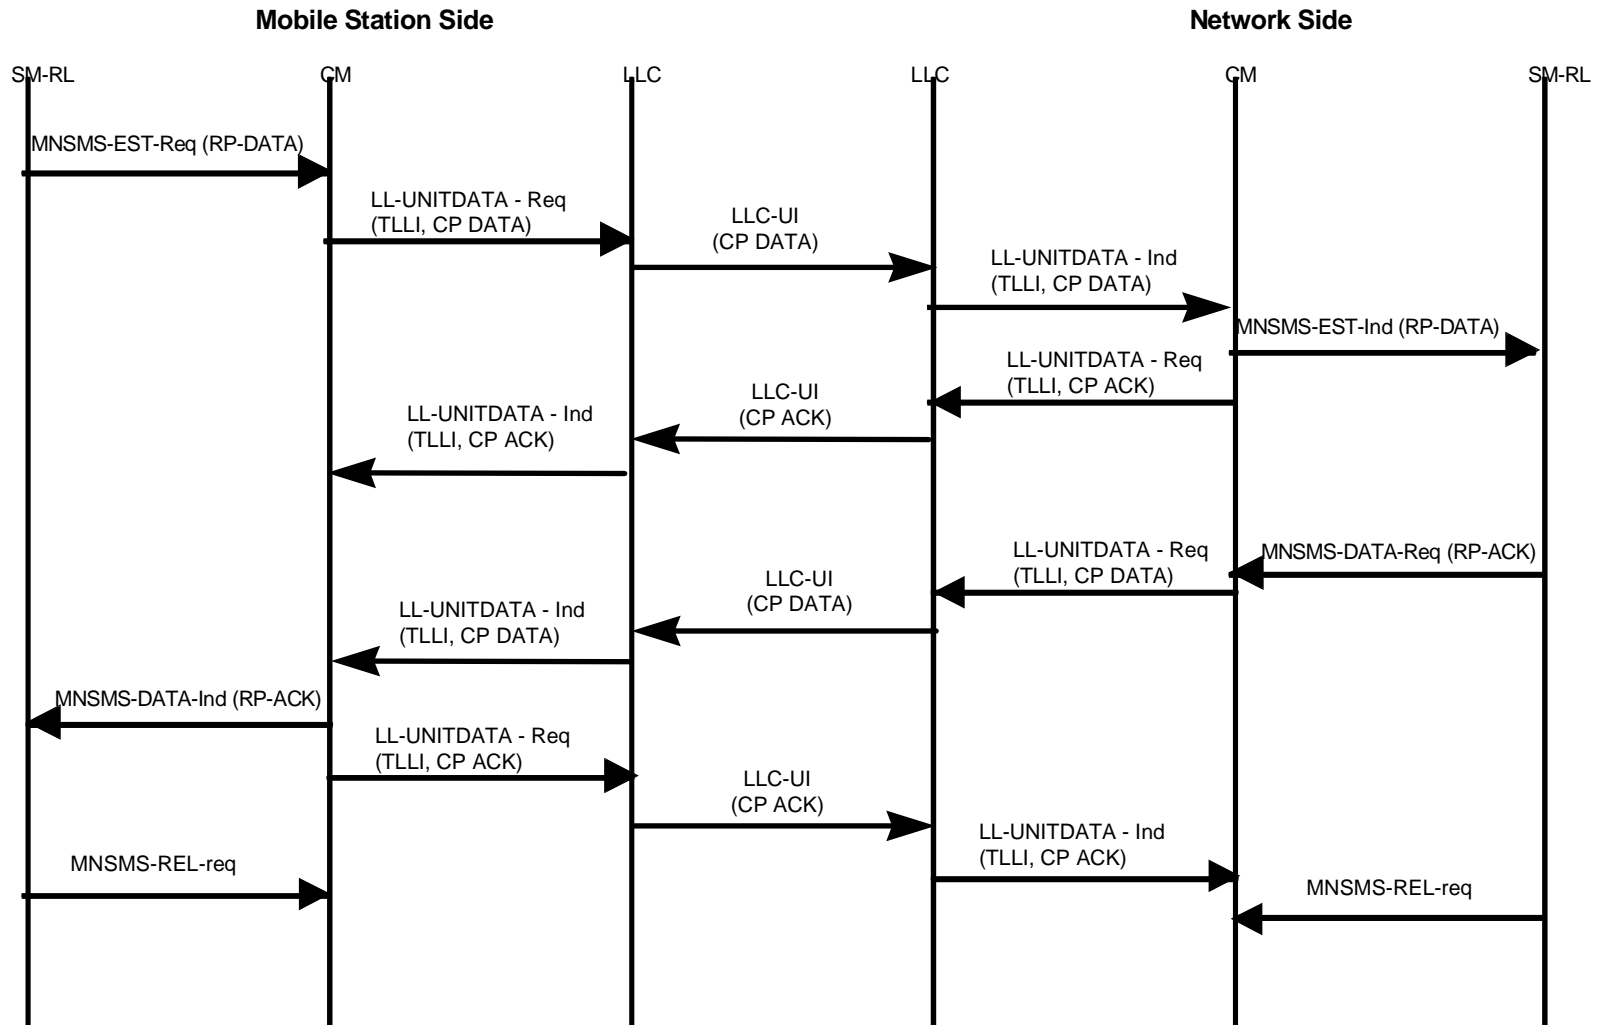 Mobile Station Side
Network Side
SM-RL
CM
LLC
LLC
CM
SM-RL
MNSMS-EST-Req (RP-DATA)
LL-UNITDATA - Req
(TLLI, CP DATA)
LLC-UI
(CP DATA)
LL-UNITDATA - Ind
(TLLI, CP DATA)
MNSMS-EST-Ind (RP-DATA)
LL-UNITDATA - Req
(TLLI, CP ACK)
LLC-UI
(CP ACK)
LL-UNITDATA - Ind
(TLLI, CP ACK)
MNSMS-DATA-Req (RP-ACK)
LL-UNITDATA - Req
(TLLI, CP DATA)
LLC-UI
(CP DATA)
LL-UNITDATA - Ind
(TLLI, CP DATA)
MNSMS-DATA-Ind (RP-ACK)
LL-UNITDATA - Req
(TLLI, CP ACK)
LLC-UI
(CP ACK)
LL-UNITDATA - Ind
(TLLI, CP ACK)
MNSMS-REL-req
MNSMS-REL-req